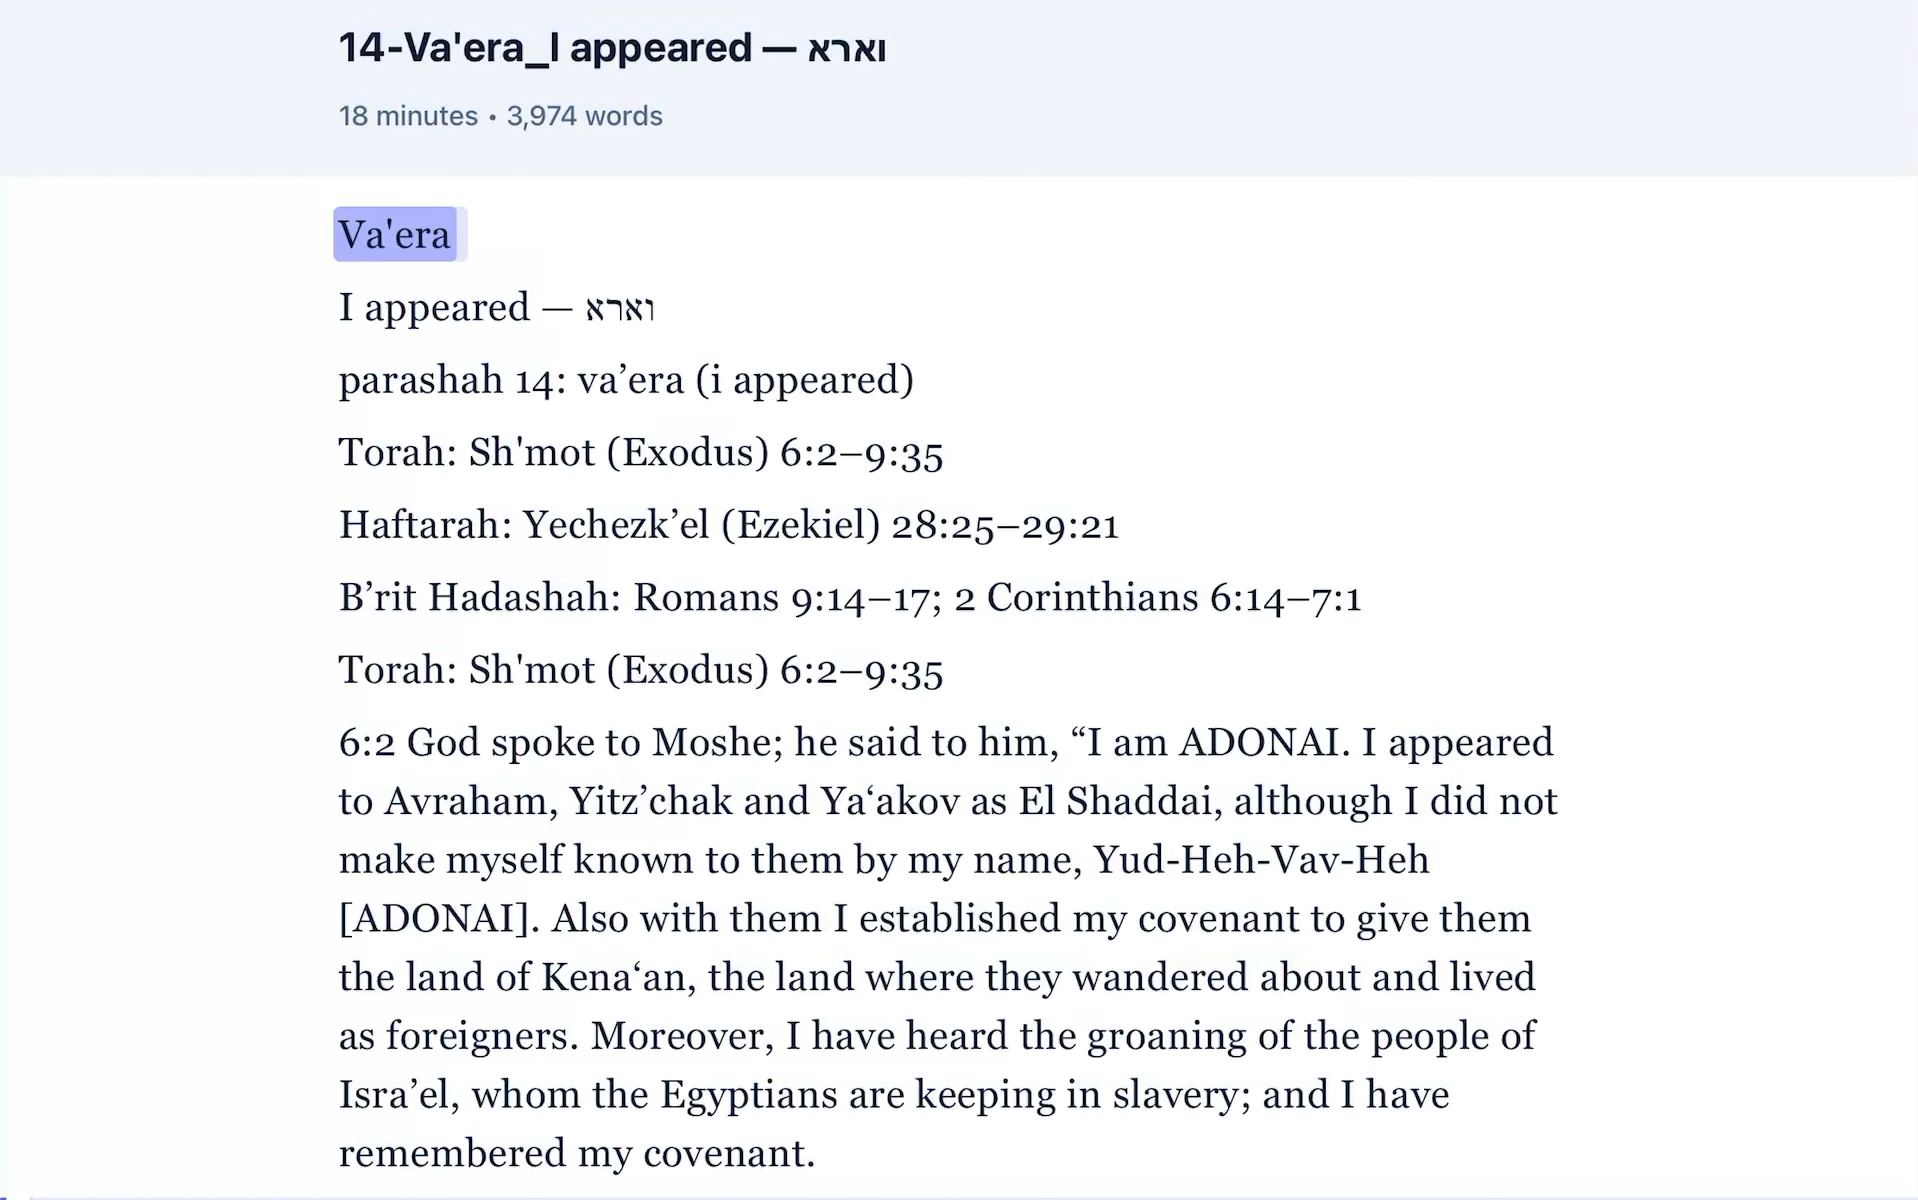 14-Va'era_I appeared — וארא
18 minutes • 3,974 words
Va'era
I appeared — וארא
parashah 14: va’era (i appeared)
Torah: Sh'mot (Exodus) 6:2–9:35
Haftarah: Yechezk’el (Ezekiel) 28:25–29:21
B’rit Hadashah: Romans 9:14–17; 2 Corinthians 6:14–7:1
Torah: Sh'mot (Exodus) 6:2–9:35
6:2 God spoke to Moshe; he said to him, “I am ADONAI. I appeared
to Avraham, Yitz’chak and Ya‘akov as El Shaddai, although I did not
make myself known to them by my name, Yud-Heh-Vav-Heh
[ADONAI]. Also with them I established my covenant to give them
the land of Kena‘an, the land where they wandered about and lived
as foreigners. Moreover, I have heard the groaning of the people of
Isra’el, whom the Egyptians are keeping in slavery; and I have
remembered my covenant.